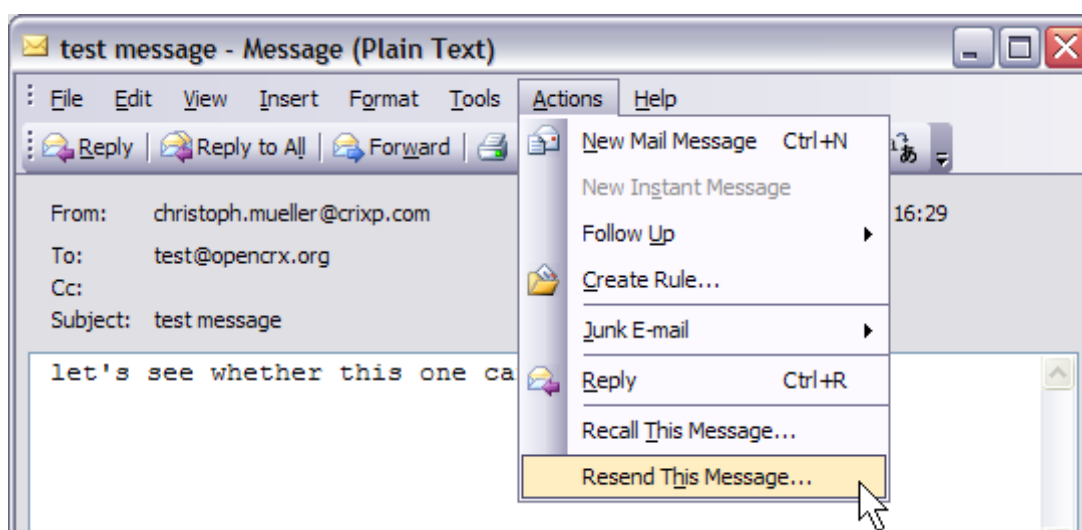 test message - Message (Plain Text)
File Edit View Insert Format Tools Actions Help
Reply Reply to All Forward
New Mail Message Ctrl+N
New Instant Message
Follow Up
Create Rule...
Junk E-mail
Reply Ctrl+R
Recall This Message...
Resend This Message...
From: christoph.mueller@crixp.com 16:29
To: test@opencrx.org
Cc:
Subject: test message
let's see whether this one ca